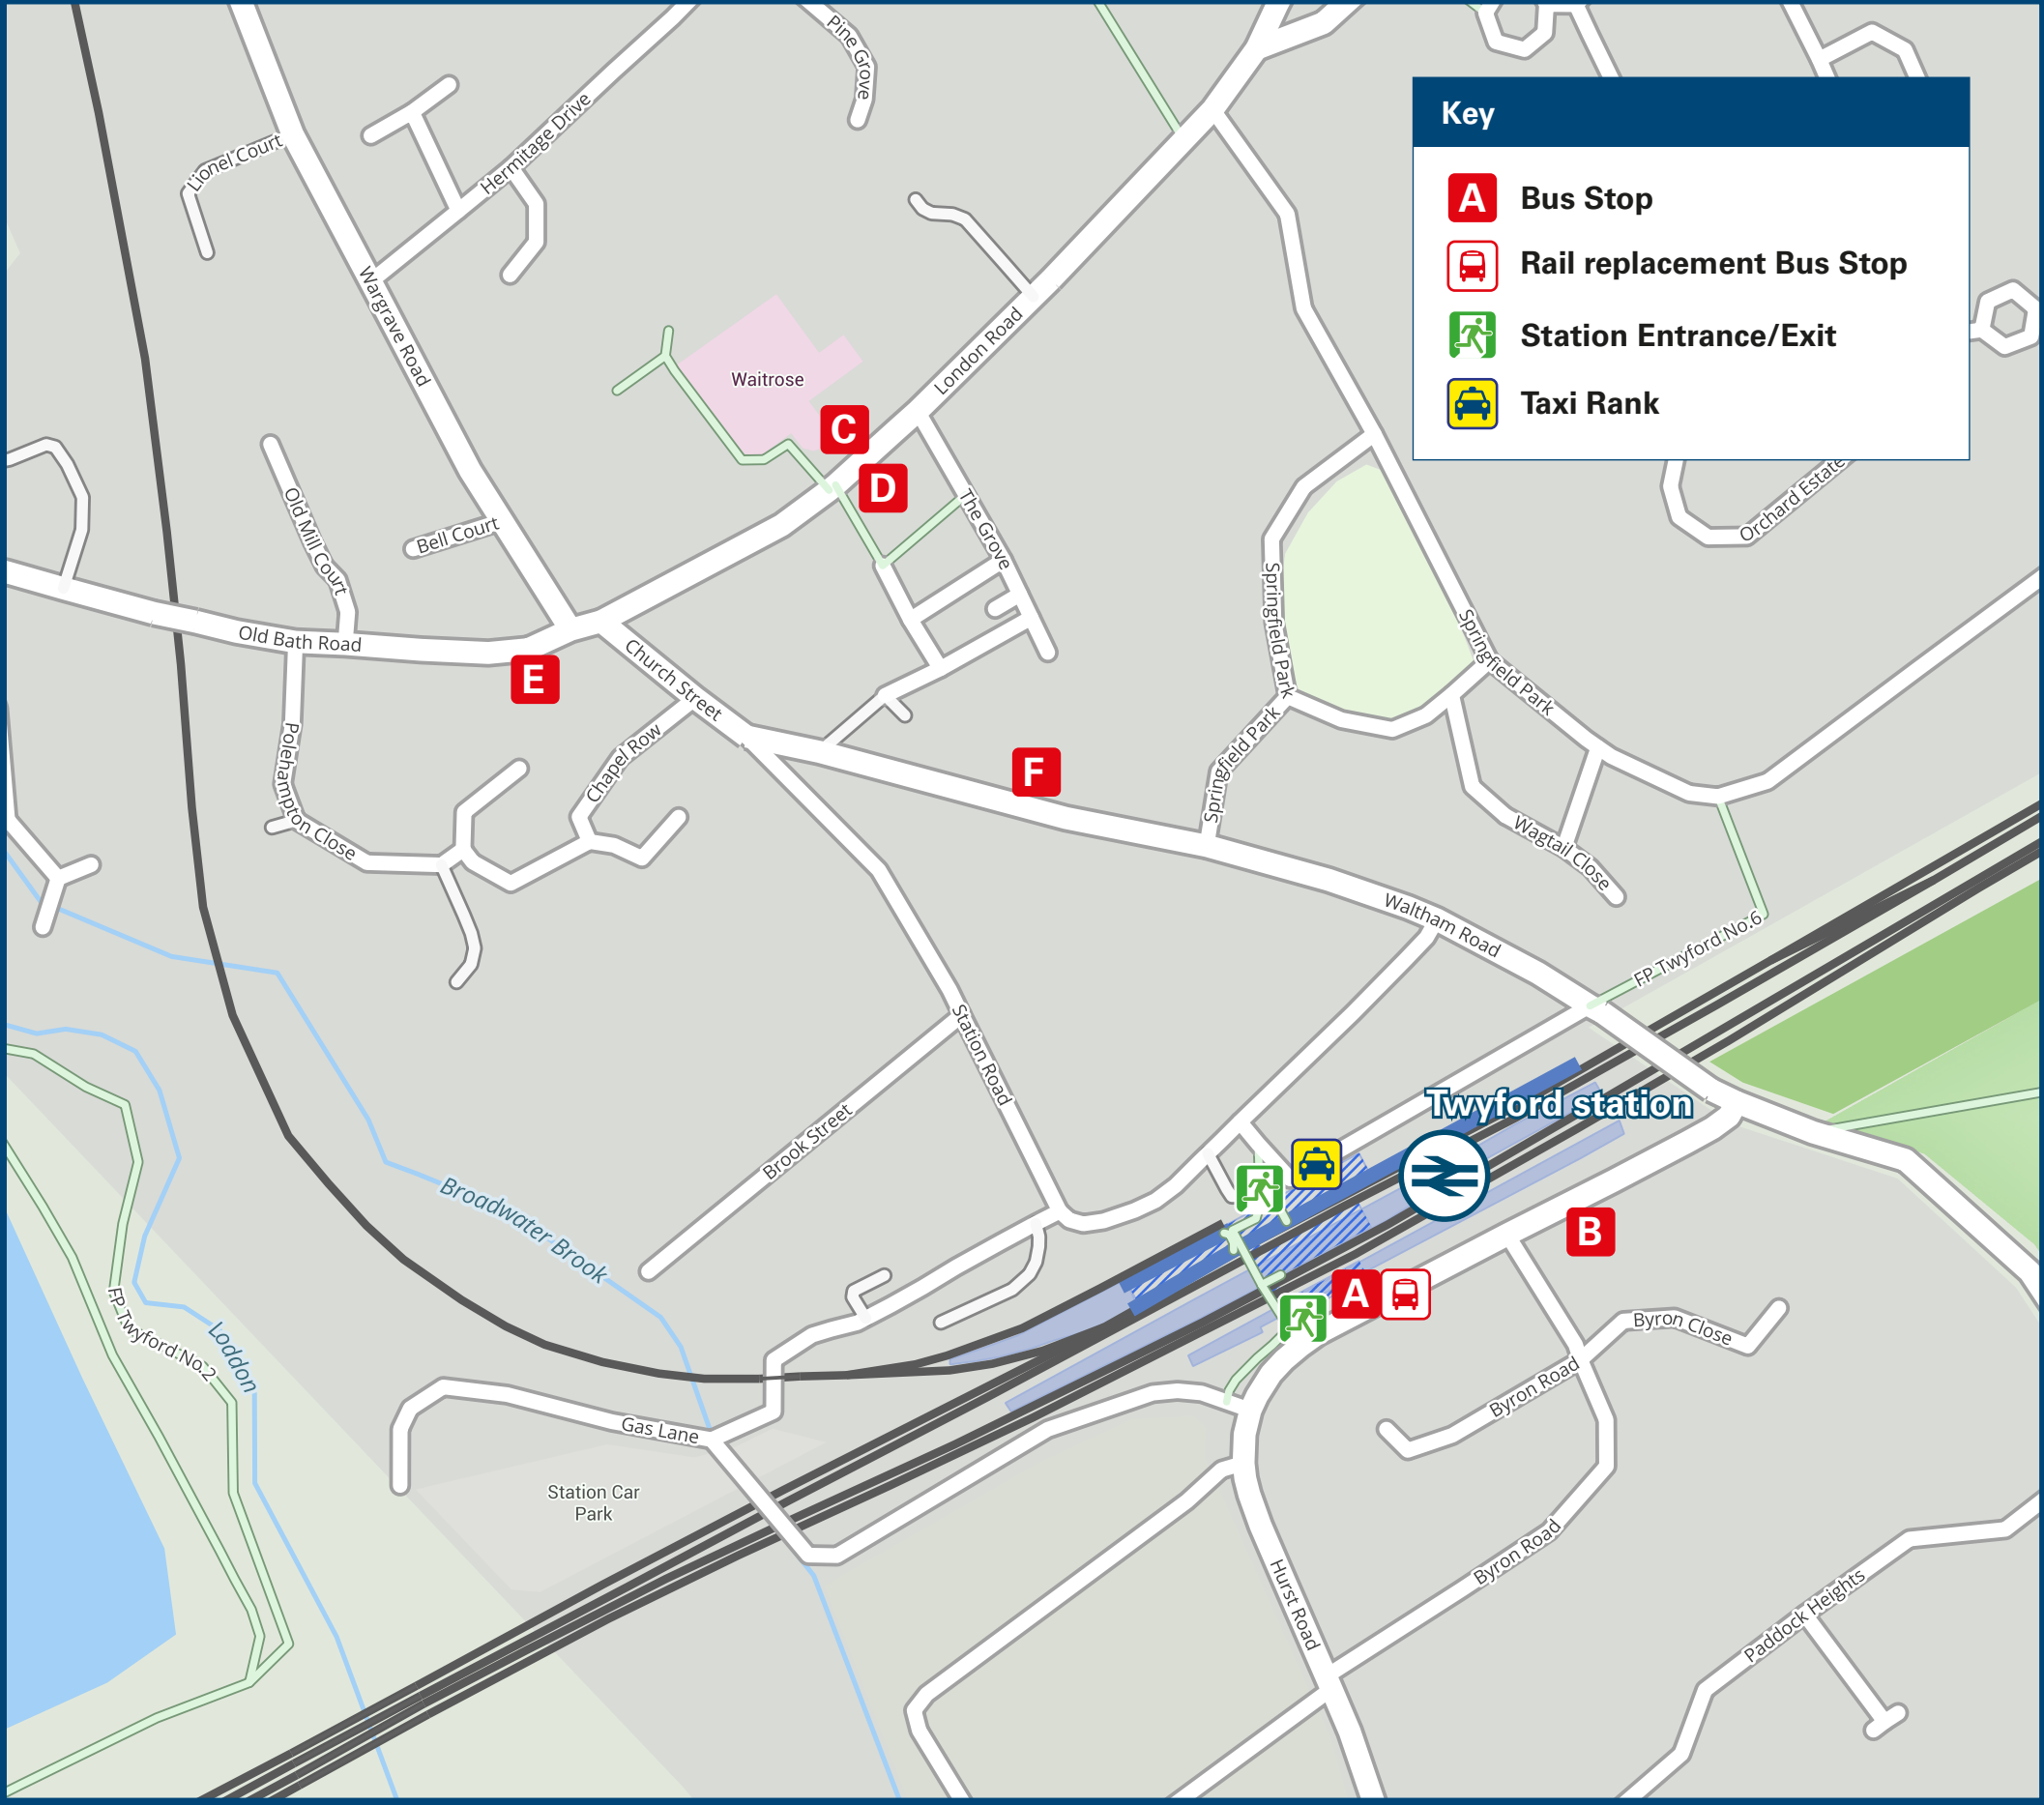 Key
A Bus Stop
Rail replacement Bus Stop
Station Entrance/Exit
Taxi Rank
Pine Grove
Hermitage Drive
Lionel Court
Wargrave Road
London Road
Waitrose
C
D
Orchard Estate
Old Mill Court
Bell Court
The Grove
Springfield Park
Springfield Park
Springfield Park
Old Bath Road
E
Church Street
Chapel Row
Polehampton Close
F
Wagtail Close
Waltham Road
FP Twyford No.6
Station Road
Brook Street
Twyford station
Broadwater Brook
B
A
FP Twyford No.2
Loddon
Byron Close
Byron Road
Gas Lane
Station Car
Park
Byron Road
Hurst Road
Paddock Heights